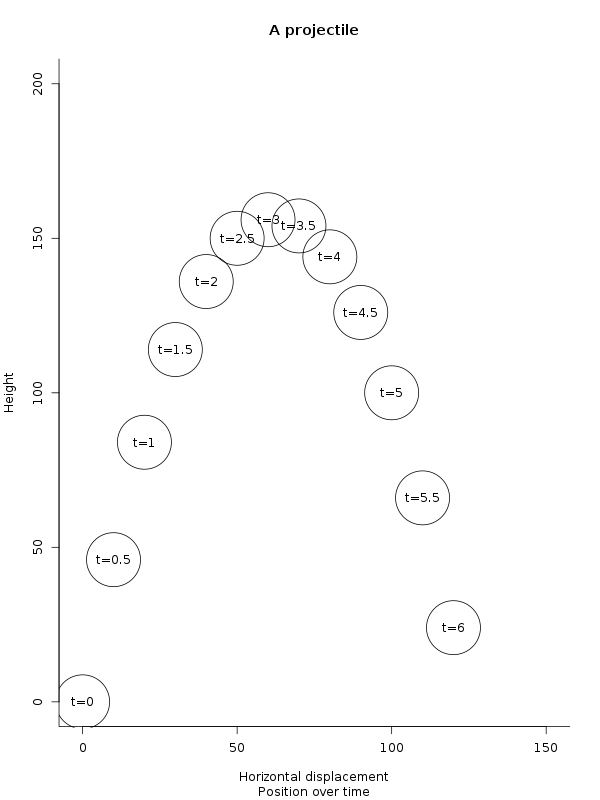 A projectile
200
150
100
50
0
Height
t=0
t=0.5
t=1
t=1.5
t=2
t=2.5
t=3
t=3.5
t=4
t=4.5
t=5
t=5.5
t=6
0 50 100 150
Horizontal displacement
Position over time